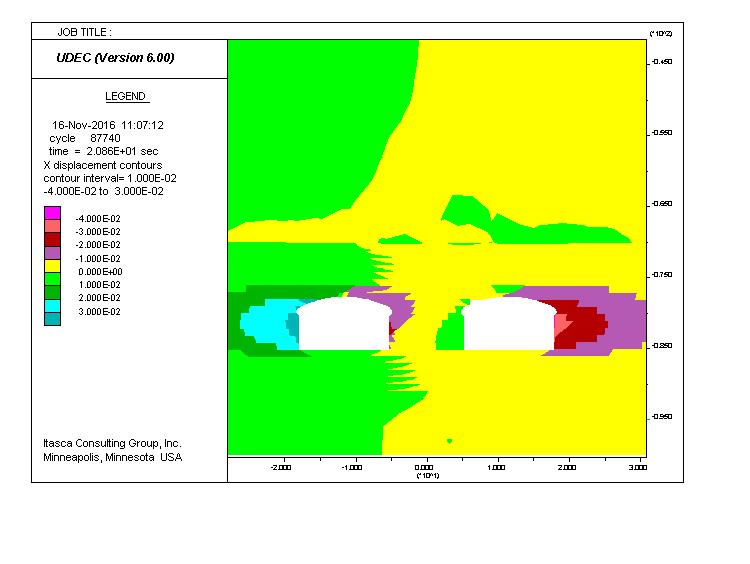 JOB TITLE :
UDEC (Version 6.00)
LEGEND
16-Nov-2016 11:07:12
cycle 87740
time = 2.086E+01 sec
X displacement contours
contour interval= 1.000E-02
-4.000E-02 to 3.000E-02
-4.000E-02
-3.000E-02
-2.000E-02
-1.000E-02
0.000E+00
1.000E-02
2.000E-02
3.000E-02
Itasca Consulting Group, Inc.
Minneapolis, Minnesota USA
(*10^2)
-0.450
-0.550
-0.650
-0.750
-0.850
-0.950
-2.000 -1.000 0.000 1.000 2.000 3.000
(*10^1)